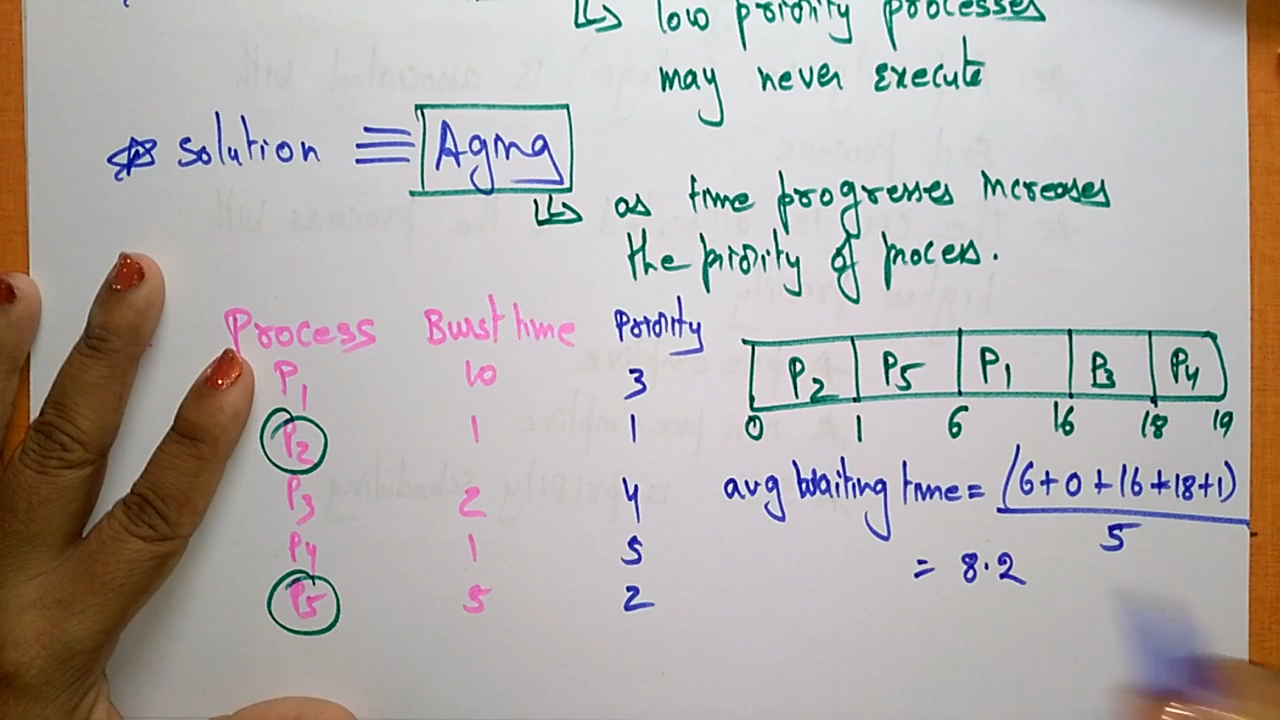 low priority processes
may never execute
solution ≡ Aging
as time progresses increases
the priority of proces.
Process Burst time Priority
P1 10 3
P2 1 1
P3 2 4
P4 1 5
P5 5 2
P2 P5 P1 P3 P4
0 1 6 16 18 19
avg waiting time = (6+0+16+18+1)
5
= 8.2